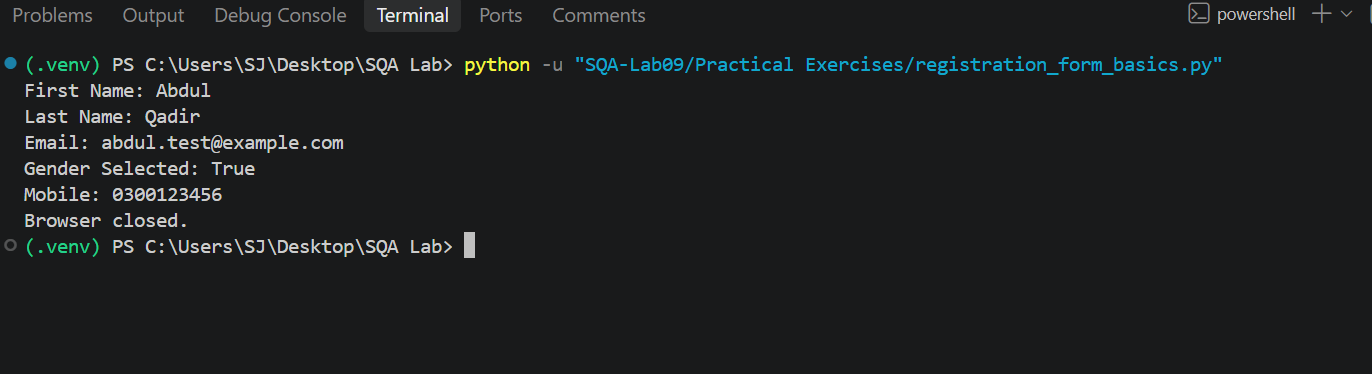 Problems Output Debug Console Terminal Ports Comments powershell
(.venv) PS C:\Users\SJ\Desktop\SQA Lab> python -u "SQA-Lab09/Practical Exercises/registration_form_basics.py"
First Name: Abdul
Last Name: Qadir
Email: abdul.test@example.com
Gender Selected: True
Mobile: 0300123456
Browser closed.
(.venv) PS C:\Users\SJ\Desktop\SQA Lab>